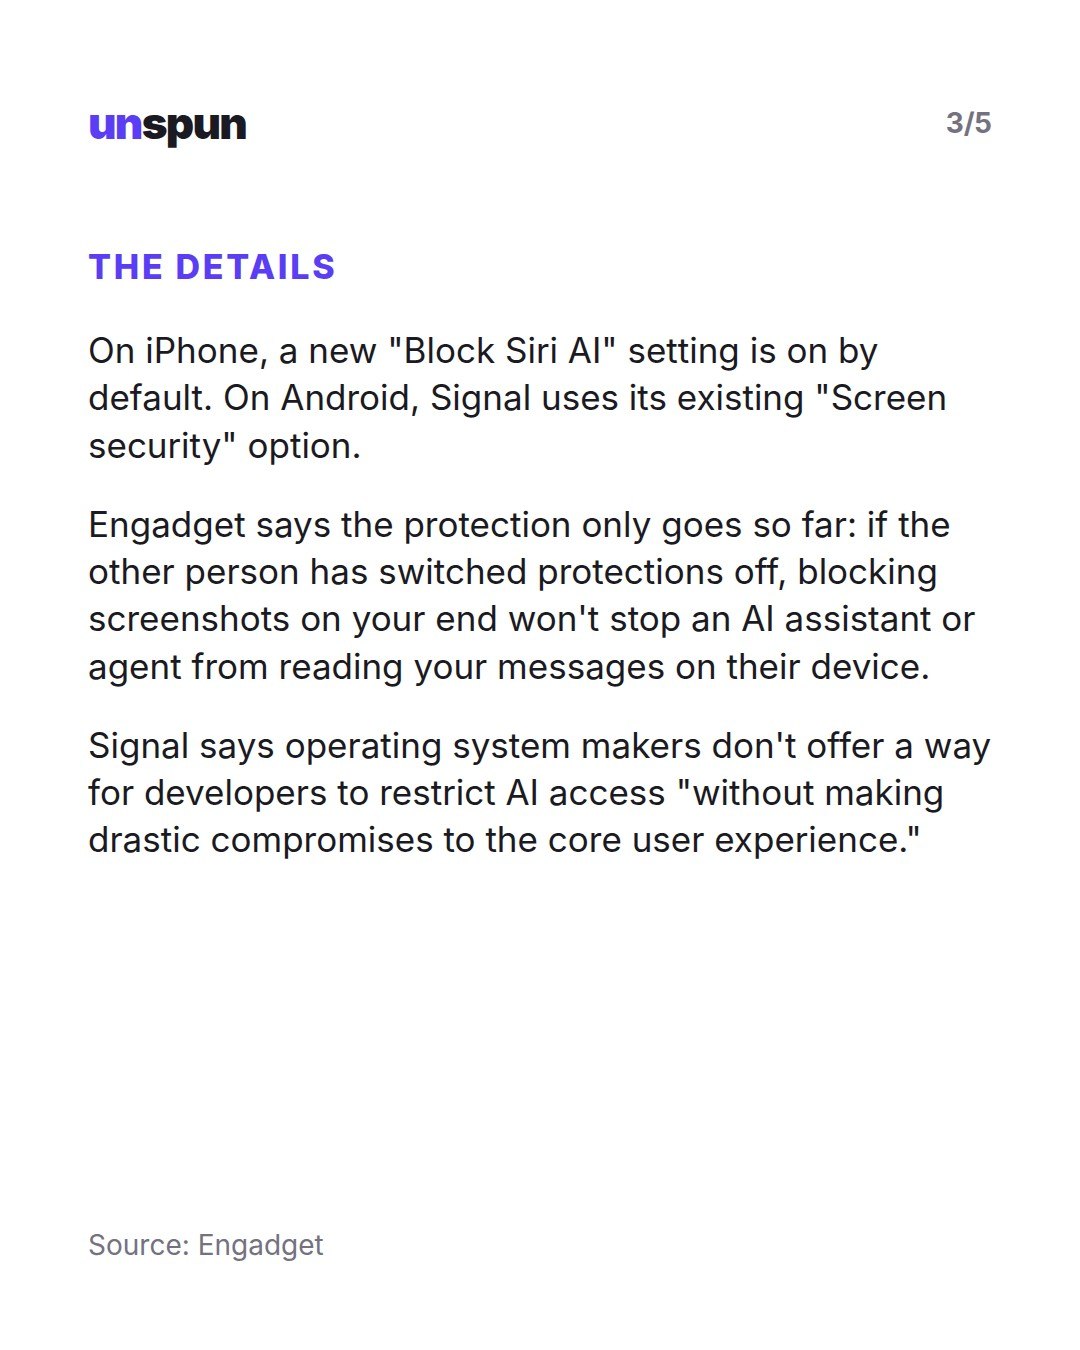 unspun
3/5
THE DETAILS
On iPhone, a new "Block Siri AI" setting is on by
default. On Android, Signal uses its existing "Screen
security" option.
Engadget says the protection only goes so far: if the
other person has switched protections off, blocking
screenshots on your end won't stop an AI assistant or
agent from reading your messages on their device.
Signal says operating system makers don't offer a way
for developers to restrict AI access "without making
drastic compromises to the core user experience."
Source: Engadget